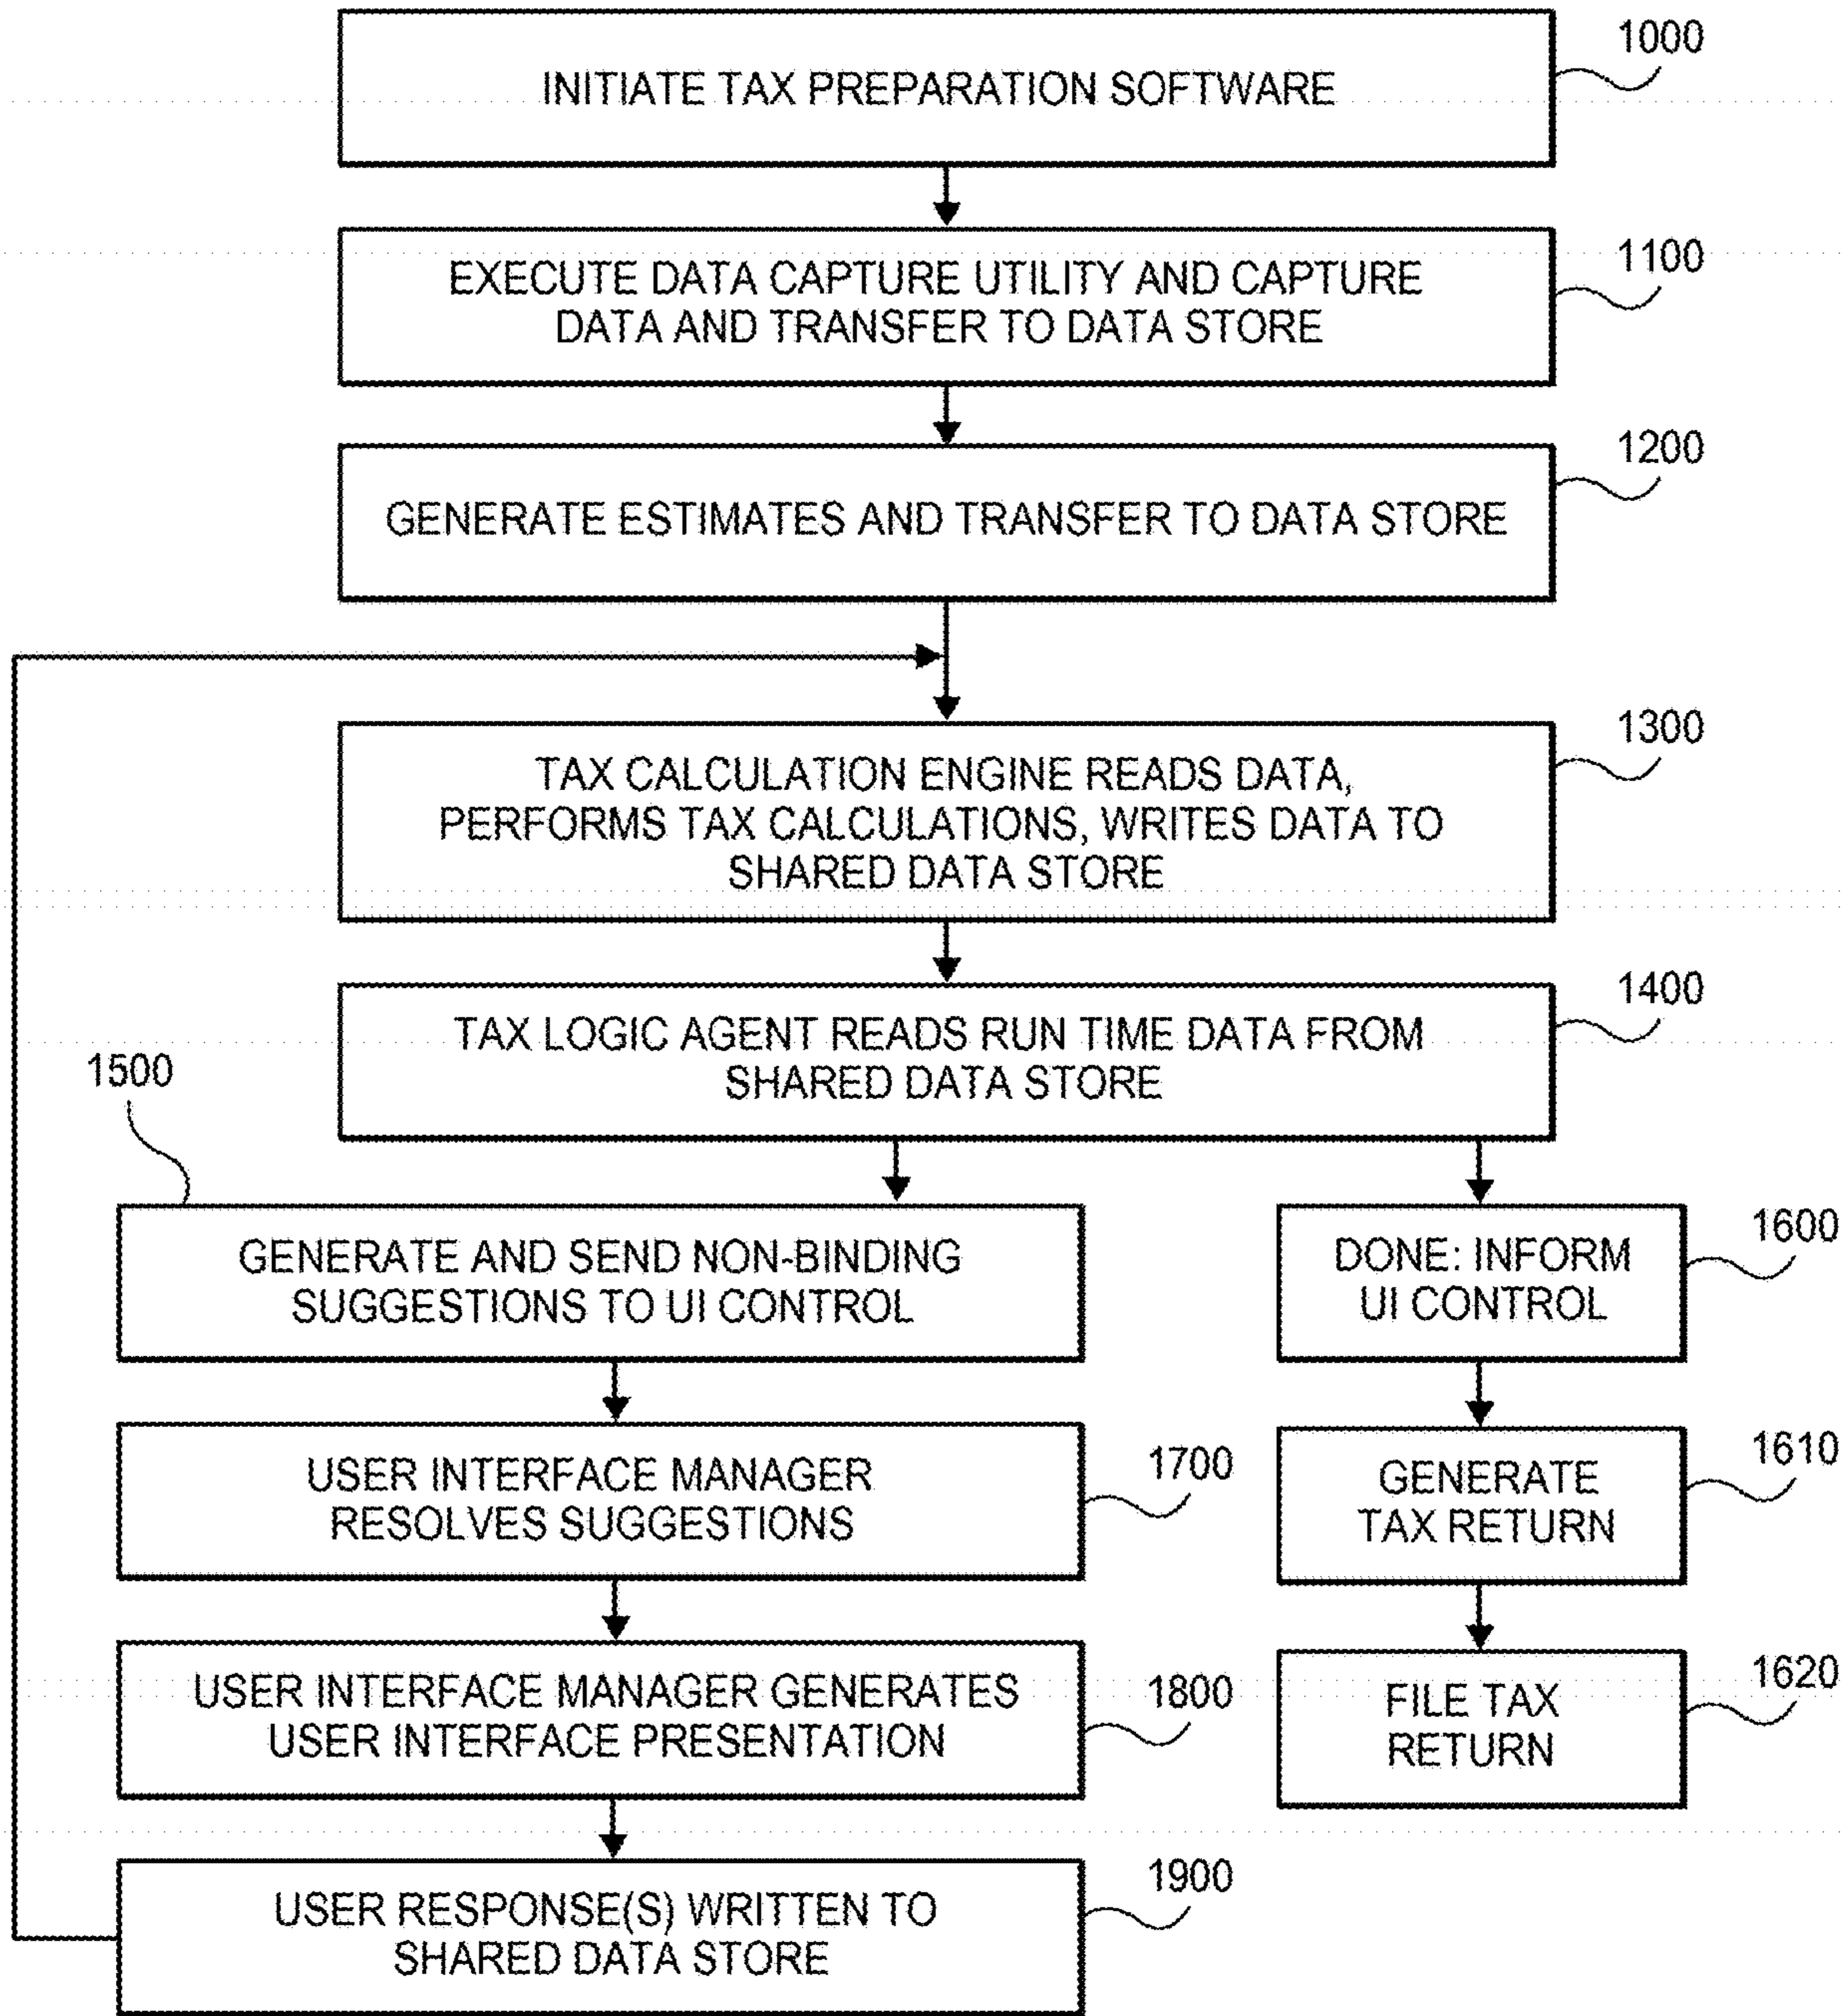 1000
INITIATE TAX PREPARATION SOFTWARE
1100
EXECUTE DATA CAPTURE UTILITY AND CAPTURE
DATA AND TRANSFER TO DATA STORE
1200
GENERATE ESTIMATES AND TRANSFER TO DATA STORE
1300
TAX CALCULATION ENGINE READS DATA,
PERFORMS TAX CALCULATIONS, WRITES DATA TO
SHARED DATA STORE
1400
TAX LOGIC AGENT READS RUN TIME DATA FROM
SHARED DATA STORE
1500
GENERATE AND SEND NON-BINDING
SUGGESTIONS TO UI CONTROL
1600
DONE: INFORM
UI CONTROL
1700
USER INTERFACE MANAGER
RESOLVES SUGGESTIONS
1610
GENERATE
TAX RETURN
1800
USER INTERFACE MANAGER GENERATES
USER INTERFACE PRESENTATION
1620
FILE TAX
RETURN
1900
USER RESPONSE(S) WRITTEN TO
SHARED DATA STORE